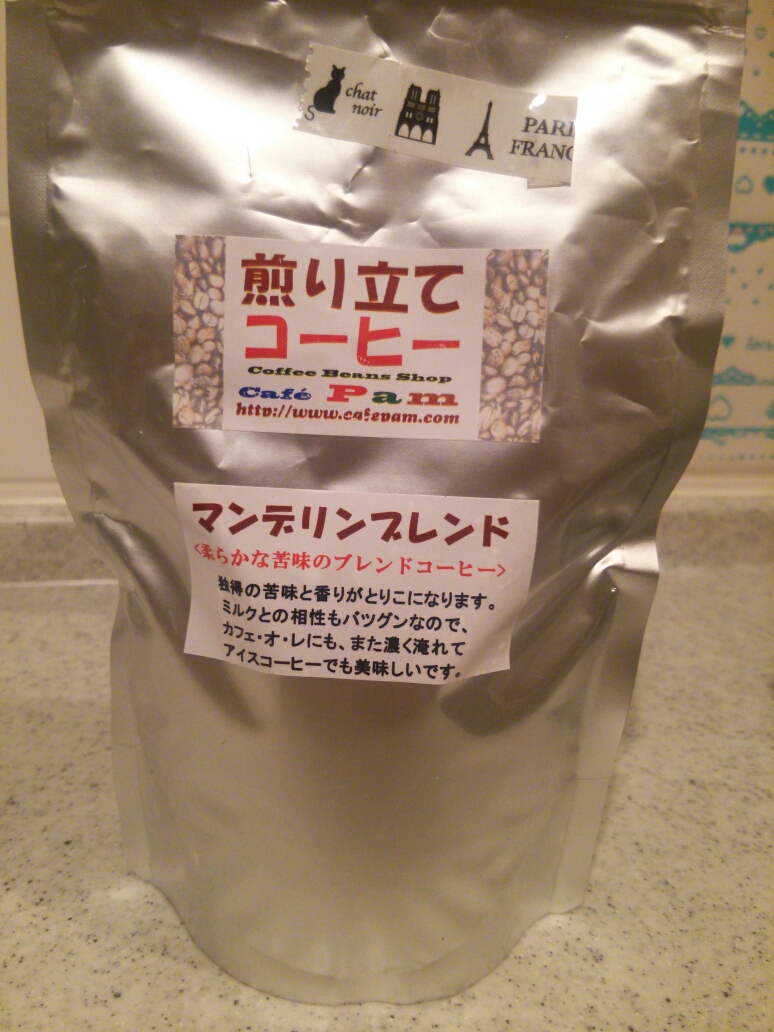 chat
noir
S
PARI
FRANC
煎り立て
コーヒー
Coffee Beans Shop
Café Pam
http://www.cafepam.com
マンデリンブレンド
<柔らかな苦味のブレンドコーヒー>
独得の苦味と香りがとりこになります。
ミルクとの相性もバツグンなので、
カフェ・オ・レにも、また濃く淹れて
アイスコーヒーでも美味しいです。